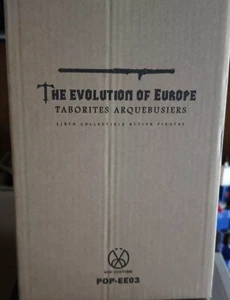 THE EVOLUTION OF EUROPE
TABORITES ARQUEBUSIERS
1/6TH COLLECTIBLE ACTION FIGURE
POP-EE03